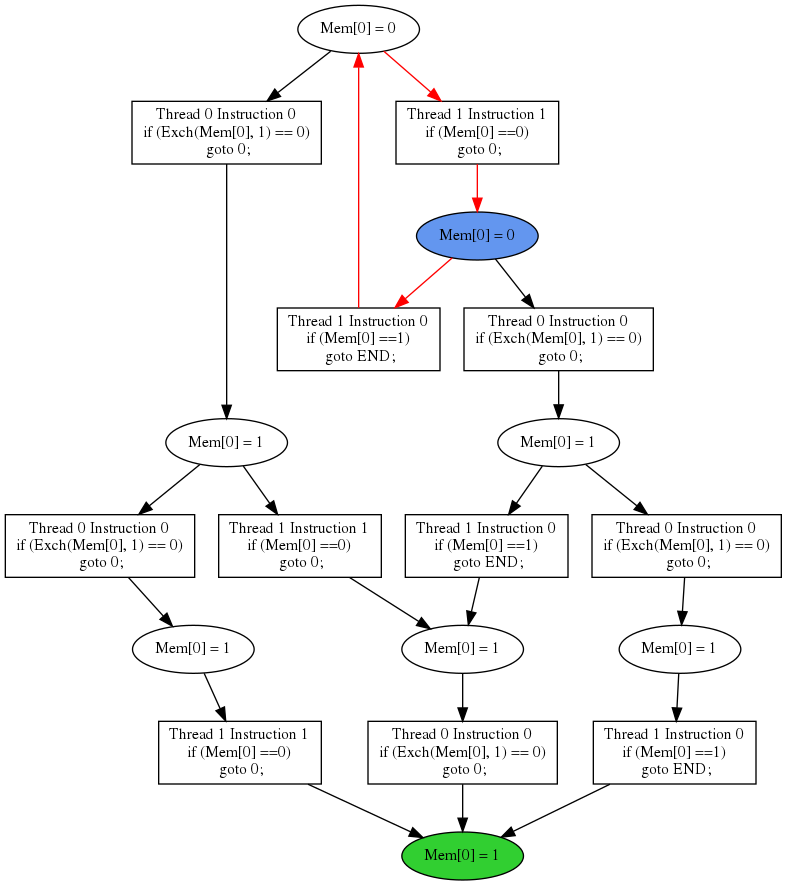 Mem[0] = 0
Thread 0 Instruction 0
if (Exch(Mem[0], 1) == 0)
goto 0;
Thread 1 Instruction 1
if (Mem[0] ==0)
goto 0;
Mem[0] = 0
Thread 1 Instruction 0
if (Mem[0] ==1)
goto END;
Thread 0 Instruction 0
if (Exch(Mem[0], 1) == 0)
goto 0;
Mem[0] = 1
Mem[0] = 1
Thread 0 Instruction 0
if (Exch(Mem[0], 1) == 0)
goto 0;
Thread 1 Instruction 1
if (Mem[0] ==0)
goto 0;
Thread 1 Instruction 0
if (Mem[0] ==1)
goto END;
Thread 0 Instruction 0
if (Exch(Mem[0], 1) == 0)
goto 0;
Mem[0] = 1
Mem[0] = 1
Mem[0] = 1
Thread 1 Instruction 1
if (Mem[0] ==0)
goto 0;
Thread 0 Instruction 0
if (Exch(Mem[0], 1) == 0)
goto 0;
Thread 1 Instruction 0
if (Mem[0] ==1)
goto END;
Mem[0] = 1